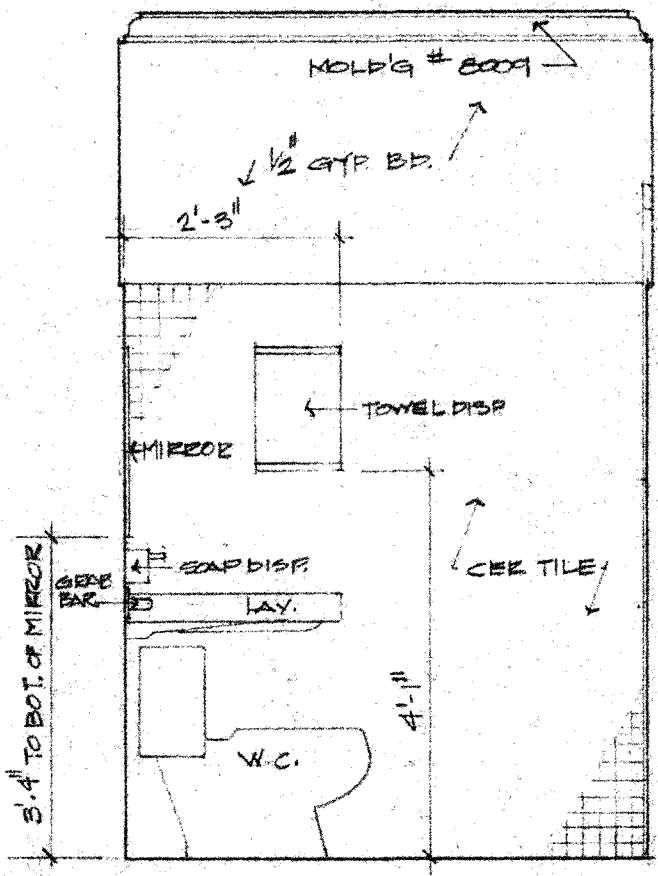 MOLD'G # 8009
1/2" GYP. BD.
2'-3"
TOWEL DISP
MIRROR
SOAP DISP.
CER TILE
GRAB
BAR
LAV.
3'.4" TO BOT. OF MIRROR
4'-1"
W.C.